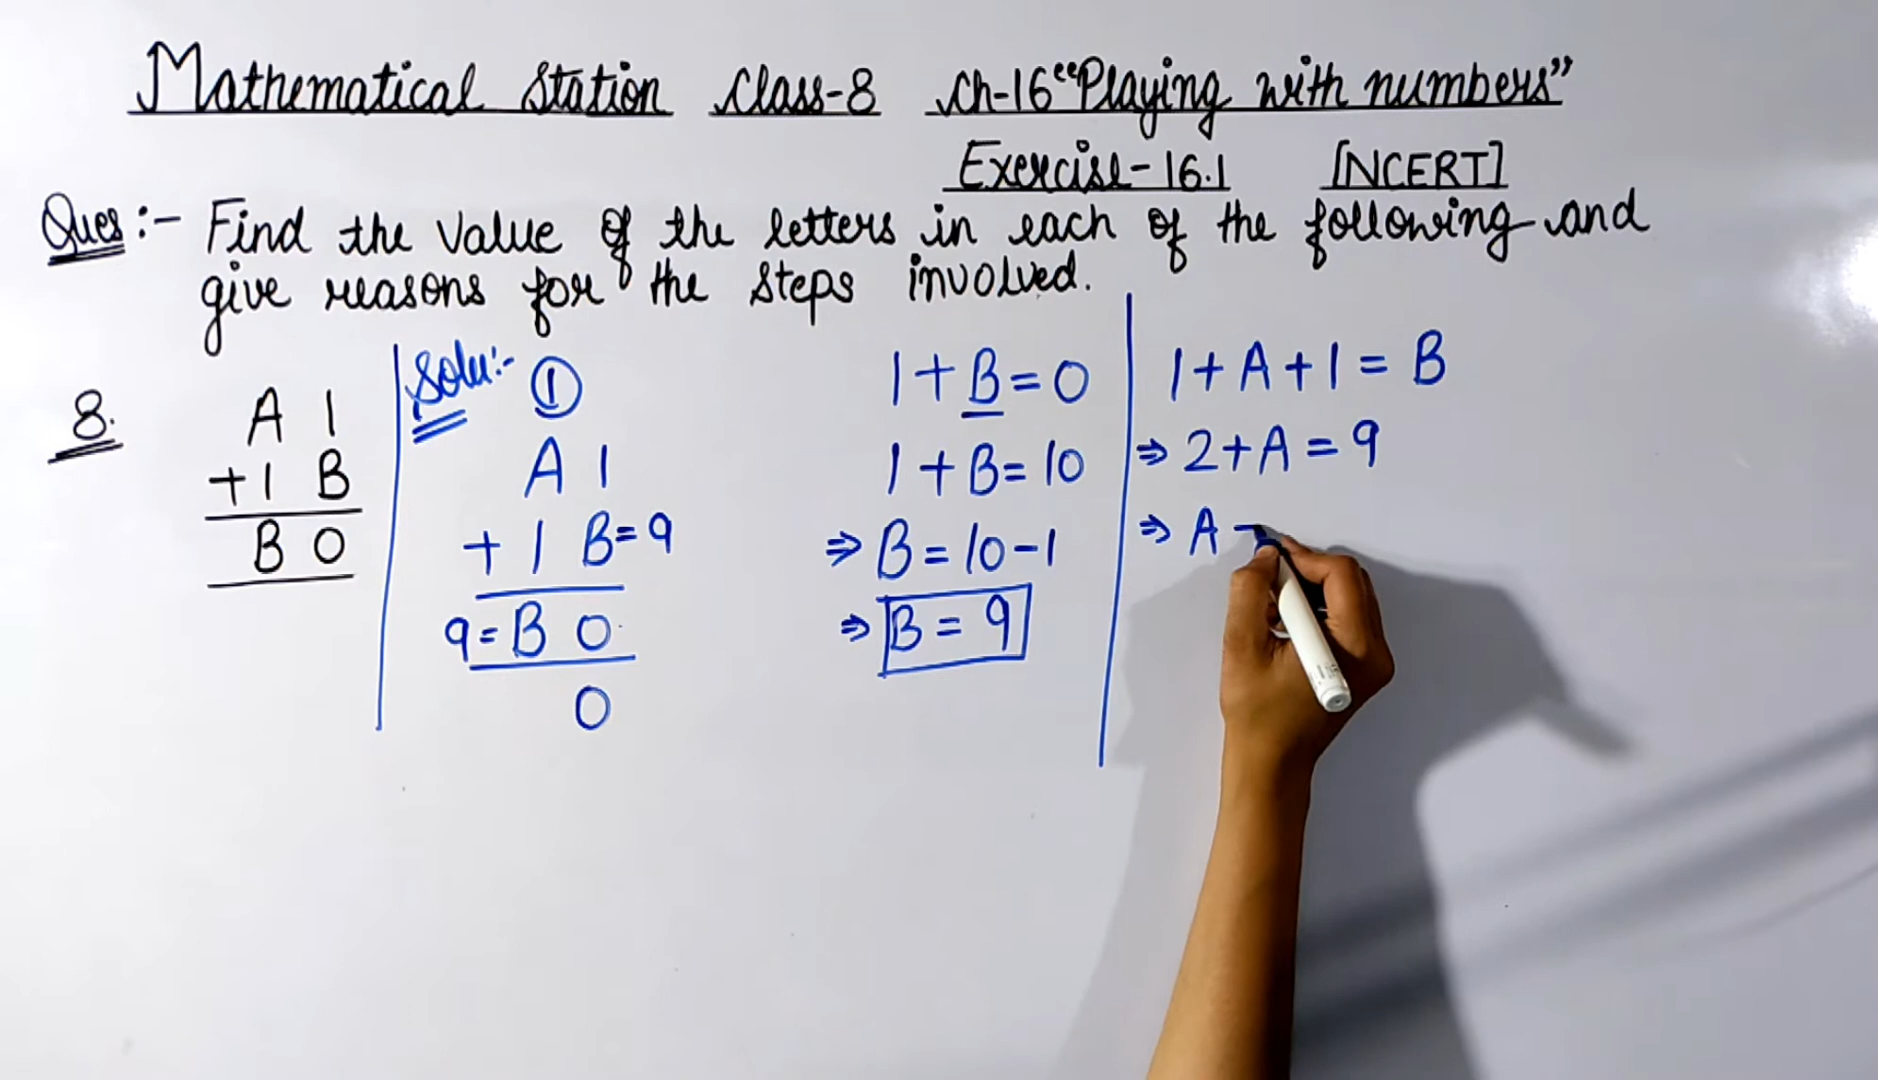 Mathematical Station Class-8 Ch-16 "Playing with numbers"
Exercise-16.1 [NCERT]
Ques:- Find the value of the letters in each of the following and
give reasons for the steps involved.
8.
A 1
+1 B
B 0
Solu:- ①
A 1
+ 1 B=9
9=B 0
0
1+B=0
1+B=10
⇒ B=10-1
⇒ B=9
1+A+1=B
⇒ 2+A=9
⇒ A